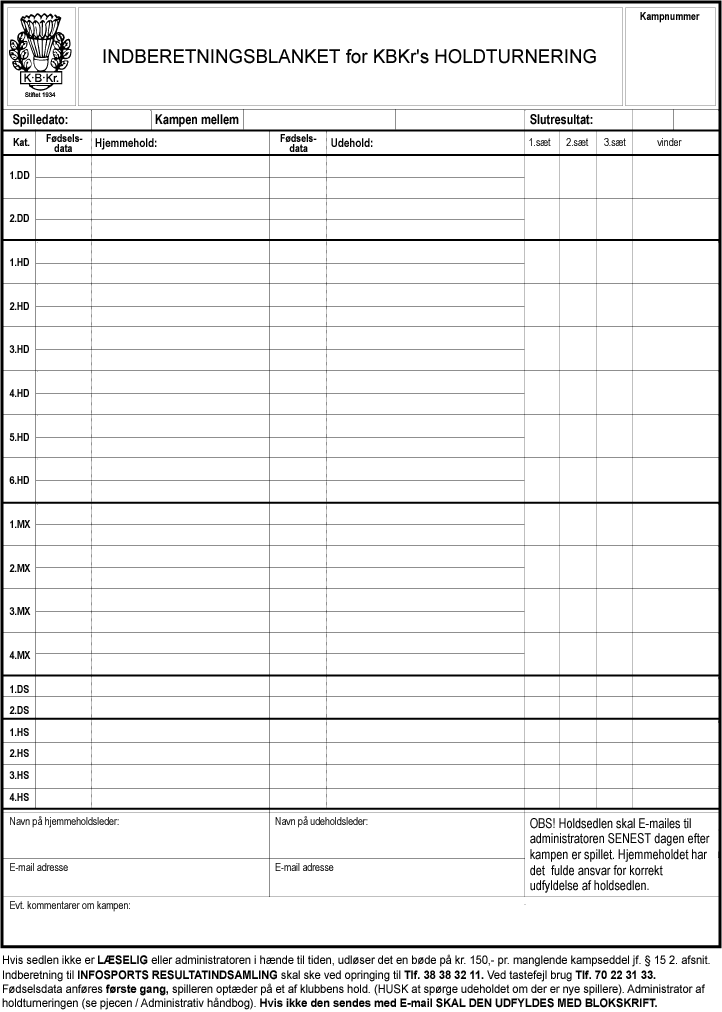 Kampnummer
INDBERETNINGSBLANKET for KBKr's HOLDTURNERING
K·B·Kr.
Stiftet 1934
Spilledato: Kampen mellem Slutresultat:
Kat. Fødsels-data Hjemmehold: Fødsels-data Udehold: 1.sæt 2.sæt 3.sæt vinder
1.DD
2.DD
1.HD
2.HD
3.HD
4.HD
5.HD
6.HD
1.MX
2.MX
3.MX
4.MX
1.DS
2.DS
1.HS
2.HS
3.HS
4.HS
Navn på hjemmeholdsleder: Navn på udeholdsleder:
E-mail adresse E-mail adresse
OBS! Holdsedlen skal E-mailes til
administratoren SENEST dagen efter
kampen er spillet. Hjemmeholdet har
det fulde ansvar for korrekt
udfyldelse af holdsedlen.
Evt. kommentarer om kampen:
Hvis sedlen ikke er LÆSELIG eller administratoren i hænde til tiden, udløser det en bøde på kr. 150,- pr. manglende kampseddel jf. § 15 2. afsnit.
Indberetning til INFOSPORTS RESULTATINDSAMLING skal ske ved opringing til Tlf. 38 38 32 11. Ved tastefejl brug Tlf. 70 22 31 33.
Fødselsdata anføres første gang, spilleren optæder på et af klubbens hold. (HUSK at spørge udeholdet om der er nye spillere). Administrator af
holdturneringen (se pjecen / Administrativ håndbog). Hvis ikke den sendes med E-mail SKAL DEN UDFYLDES MED BLOKSKRIFT.